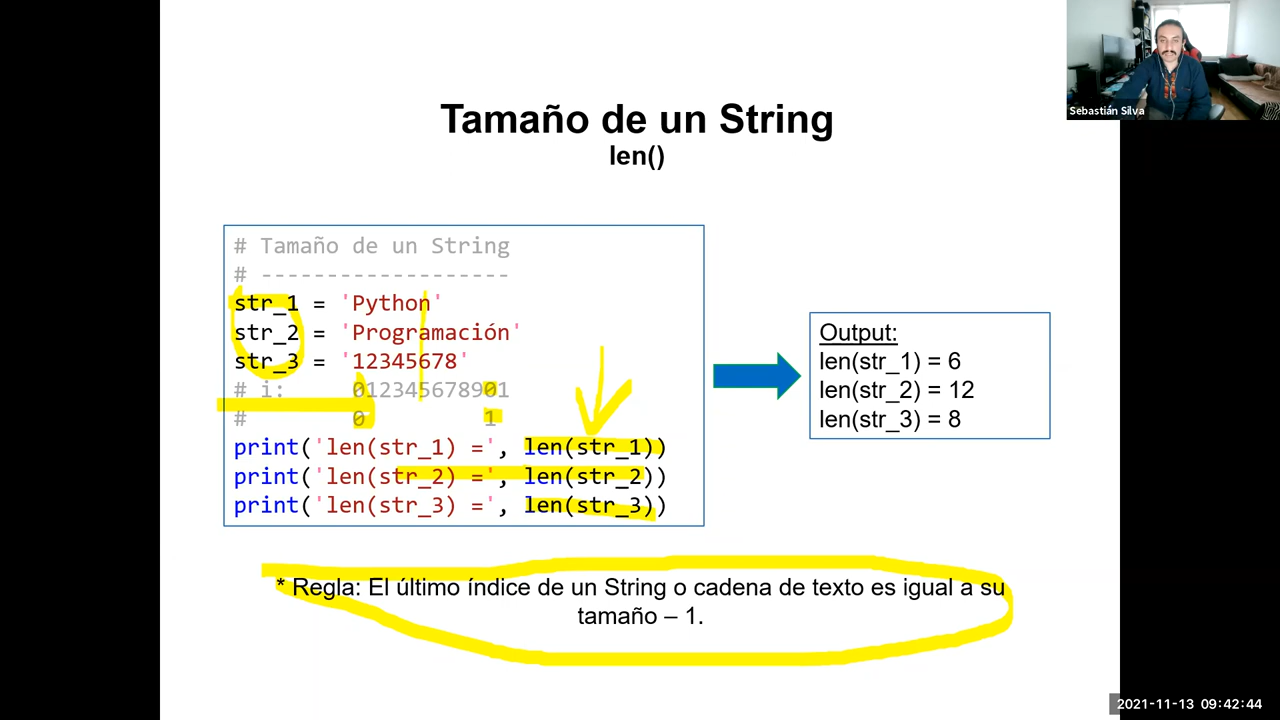 Sebastián Silva
Tamaño de un String
len()
# Tamaño de un String
# -------------------
str_1 = 'Python'
str_2 = 'Programación'
str_3 = '12345678'
# i:     012345678901
#        0         1
print('len(str_1) =', len(str_1))
print('len(str_2) =', len(str_2))
print('len(str_3) =', len(str_3))
Output:
len(str_1) = 6
len(str_2) = 12
len(str_3) = 8
* Regla: El último índice de un String o cadena de texto es igual a su
tamaño – 1.
2021-11-13 09:42:44